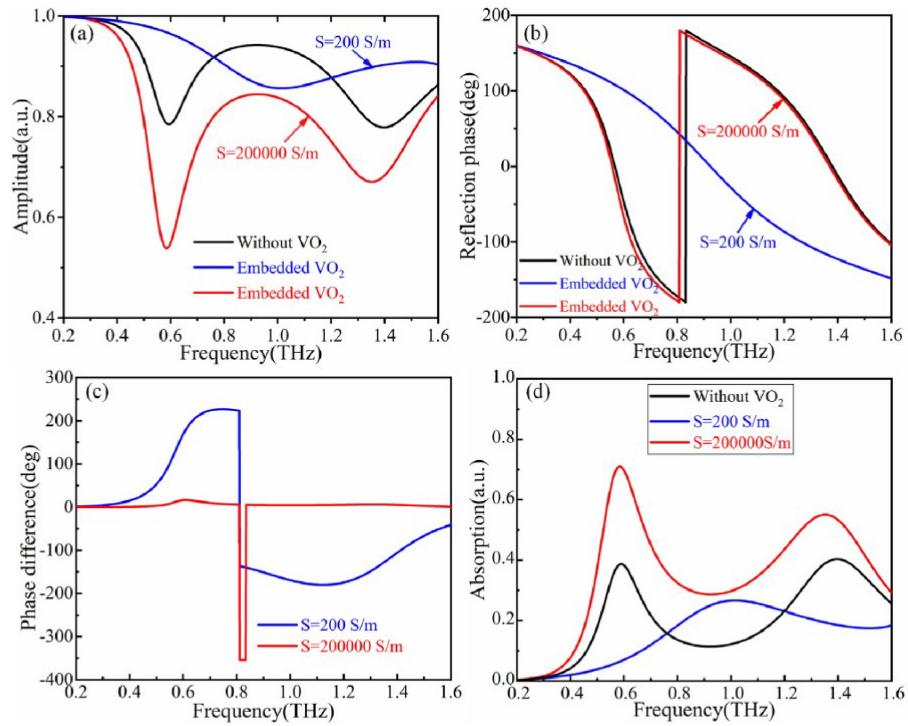 (a)
S=200 S/m
S=200000 S/m
Without VO2
Embedded VO2
Embedded VO2
Amplitude(a.u.)
1.0
0.8
0.6
0.4
0.2 0.4 0.6 0.8 1.0 1.2 1.4 1.6
Frequency(THz)
(b)
S=200000 S/m
S=200 S/m
Without VO2
Embedded VO2
Embedded VO2
Reflection phase(deg)
200
100
0
-100
-200
0.2 0.4 0.6 0.8 1.0 1.2 1.4 1.6
Frequency(THz)
(c)
S=200 S/m
S=200000 S/m
Phase difference(deg)
200
100
0
-100
-200
-300
-400
0.2 0.4 0.6 0.8 1.0 1.2 1.4 1.6
Frequency(THz)
(d)
Without VO2
S=200 S/m
S=200000S/m
Absorption(a.u.)
1.0
0.8
0.6
0.4
0.2
0.0
0.2 0.4 0.6 0.8 1.0 1.2 1.4 1.6
Frequency(THz)